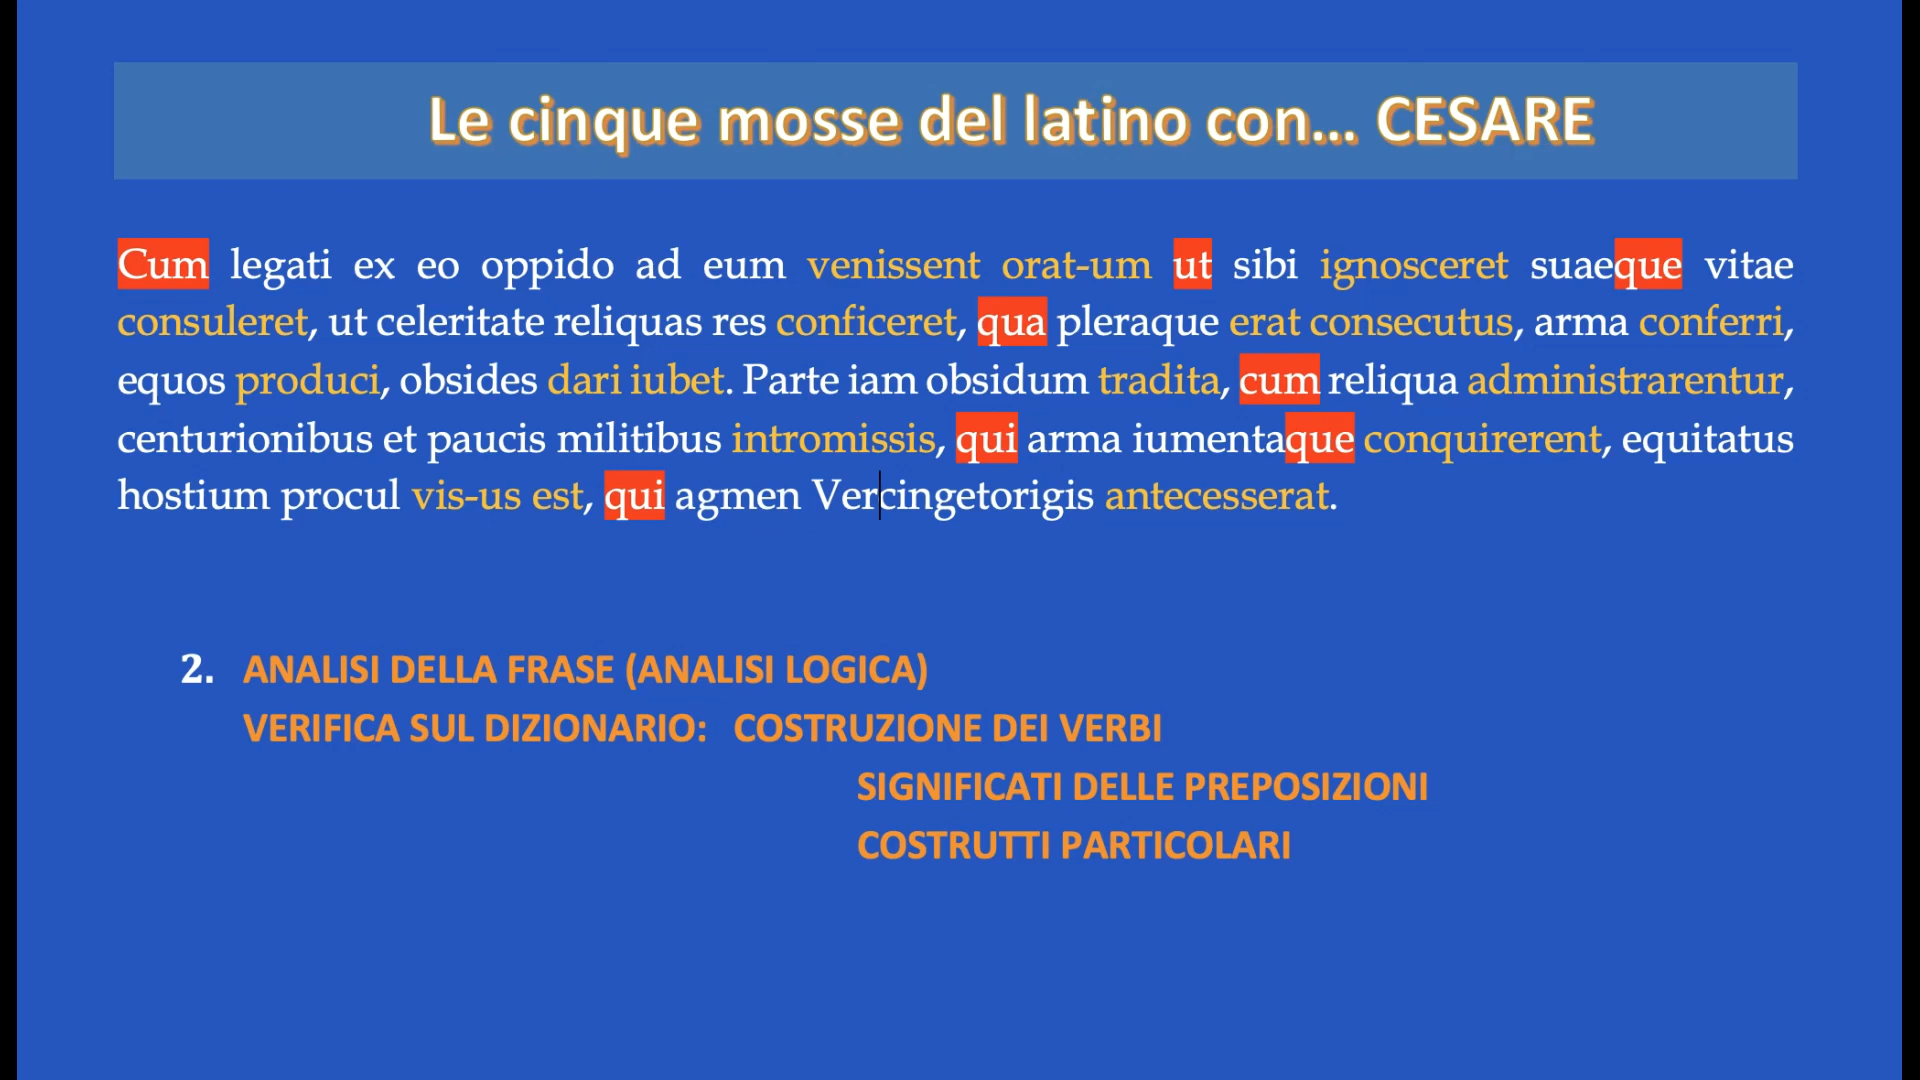 Le cinque mosse del latino con... CESARE
Cum legati ex eo oppido ad eum venissent orat-um ut sibi ignosceret suaeque vitae
consuleret, ut celeritate reliquas res conficeret, qua pleraque erat consecutus, arma conferri,
equos produci, obsides dari iubet. Parte iam obsidum tradita, cum reliqua administrarentur,
centurionibus et paucis militibus intromissis, qui arma iumentaque conquirerent, equitatus
hostium procul vis-us est, qui agmen Vercingetorigis antecesserat.
2. ANALISI DELLA FRASE (ANALISI LOGICA)
VERIFICA SUL DIZIONARIO: COSTRUZIONE DEI VERBI
SIGNIFICATI DELLE PREPOSIZIONI
COSTRUTTI PARTICOLARI